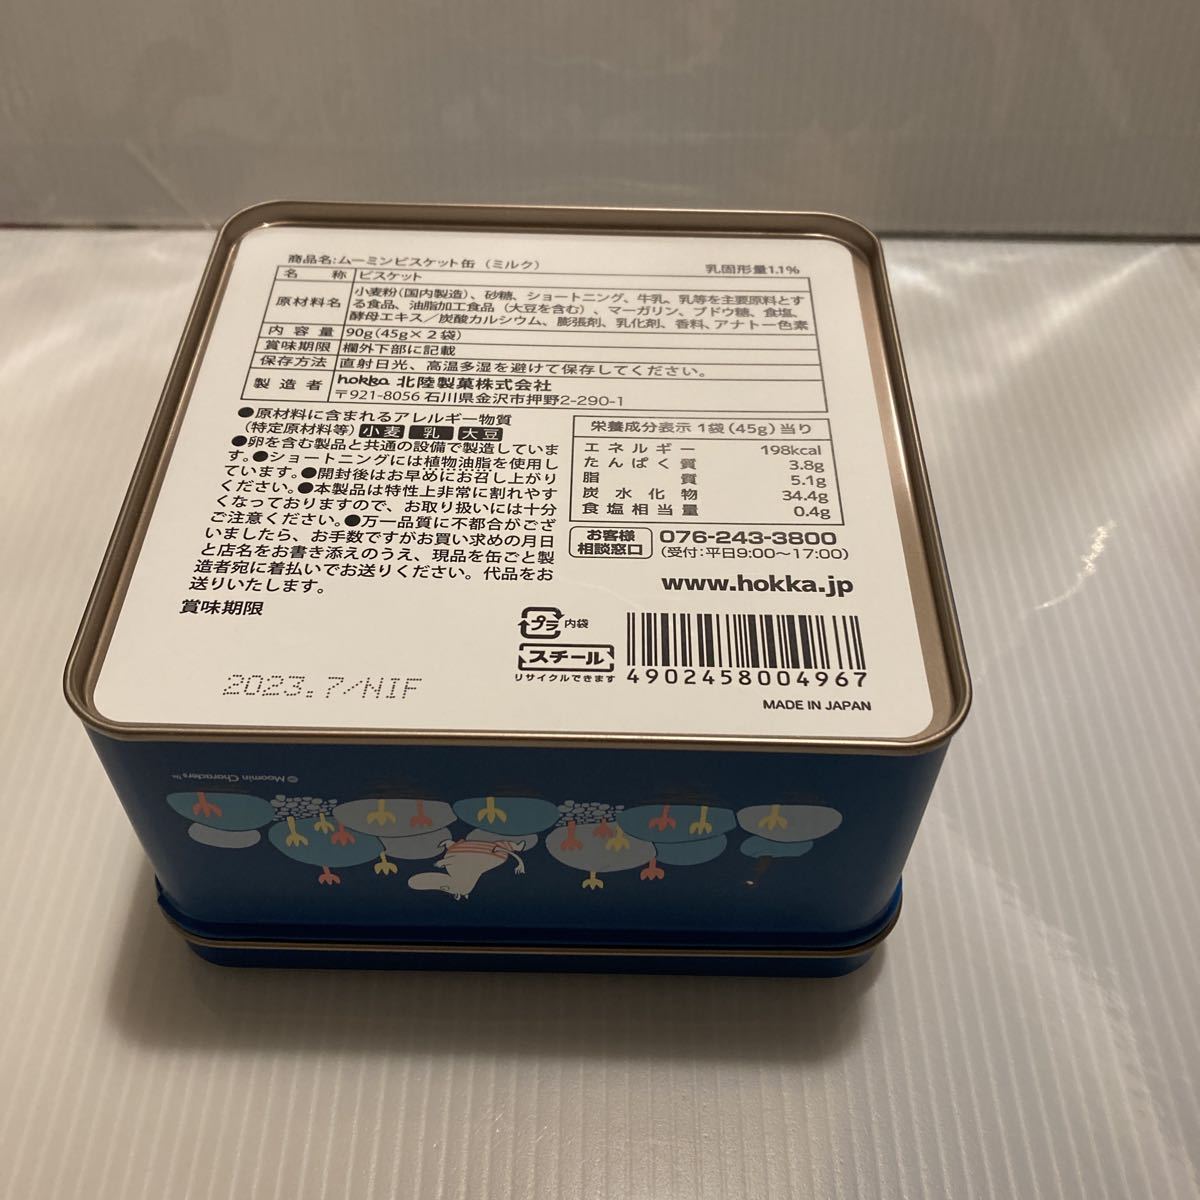 商品名:ムーミンビスケット缶(ミルク) 乳固形量1.1%
名称 ビスケット
原材料名 小麦粉(国内製造)、砂糖、ショートニング、牛乳、乳等を主要原料とす
る食品、油脂加工食品(大豆を含む)、マーガリン、ブドウ糖、食塩、
酵母エキス/炭酸カルシウム、膨張剤、乳化剤、香料、アナトー色素
内容量 90g(45g×2袋)
賞味期限 欄外下部に記載
保存方法 直射日光、高温多湿を避けて保存してください。
製造者 hokka 北陸製菓株式会社
〒921-8056 石川県金沢市押野2-290-1
●原材料に含まれるアレルギー物質
(特定原材料等) 小麦 乳 大豆
●卵を含む製品と共通の設備で製造していま
す。●ショートニングには植物油脂を使用し
ています。●開封後はお早めにお召し上がり
ください。●本製品は特性上非常に割れやす
くなっておりますので、お取り扱いには十分
ご注意ください。●万一品質に不都合がござ
いましたら、お手数ですがお買い求めの月日
と店名をお書き添えのうえ、現品を缶ごと製
造者宛に着払いでお送りください。代品をお
送りいたします。
賞味期限
2023.7/NIF
栄養成分表示 1袋(45g)当り
エネルギー 198kcal
たんぱく質 3.8g
脂質 5.1g
炭水化物 34.4g
食塩相当量 0.4g
お客様
相談窓口
076-243-3800
(受付:平日9:00~17:00)
www.hokka.jp
プラ 内袋
スチール
リサイクルできます
4902458004967
MADE IN JAPAN
© Moomin Characters™